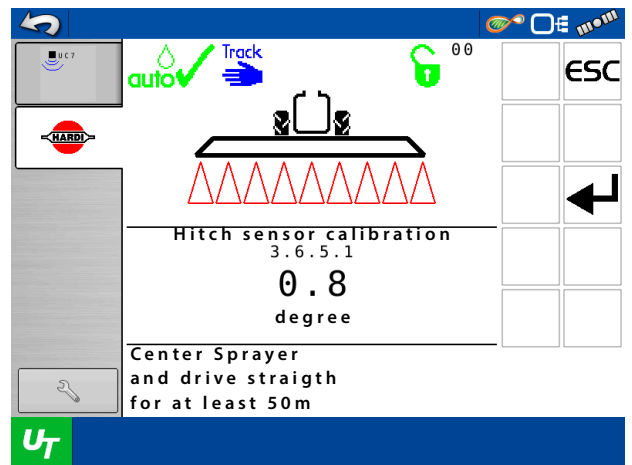 UC7
auto
Track
00
ESC
HARDI
Hitch sensor calibration
3.6.5.1
0.8
degree
Center Sprayer
and drive straigth
for at least 50m
UT